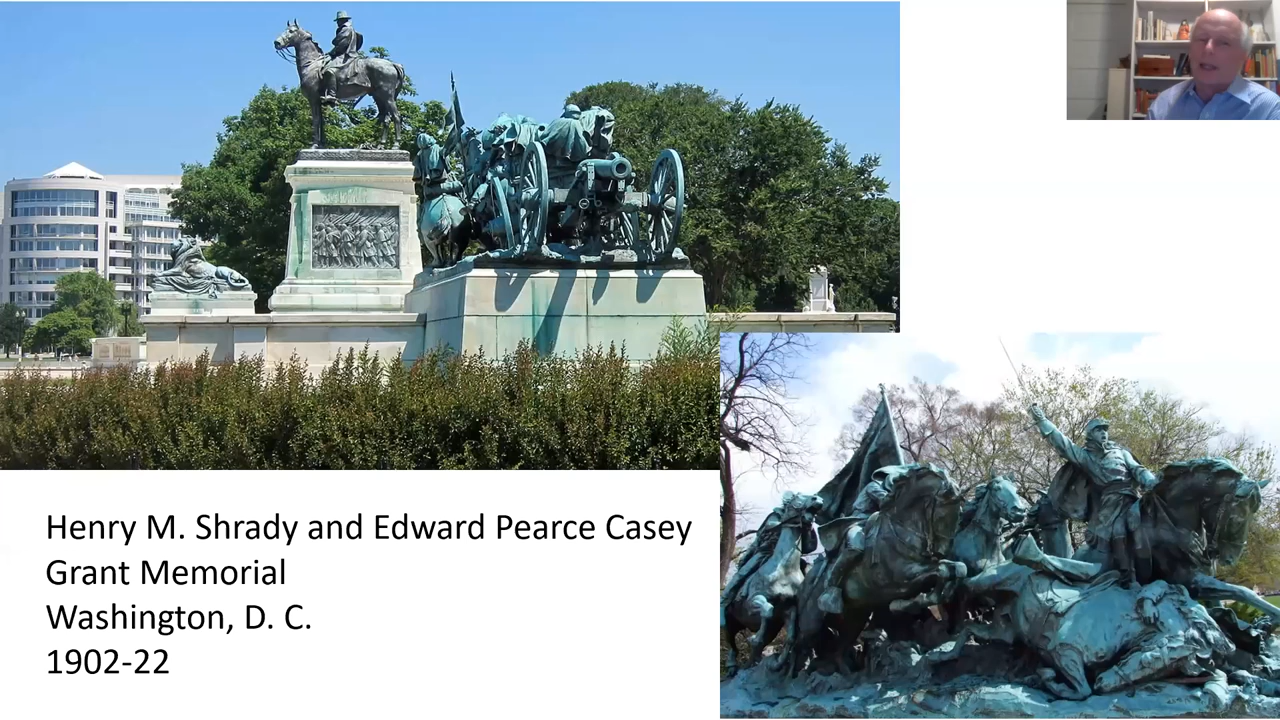 Henry M. Shrady and Edward Pearce Casey
Grant Memorial
Washington, D. C.
1902-22